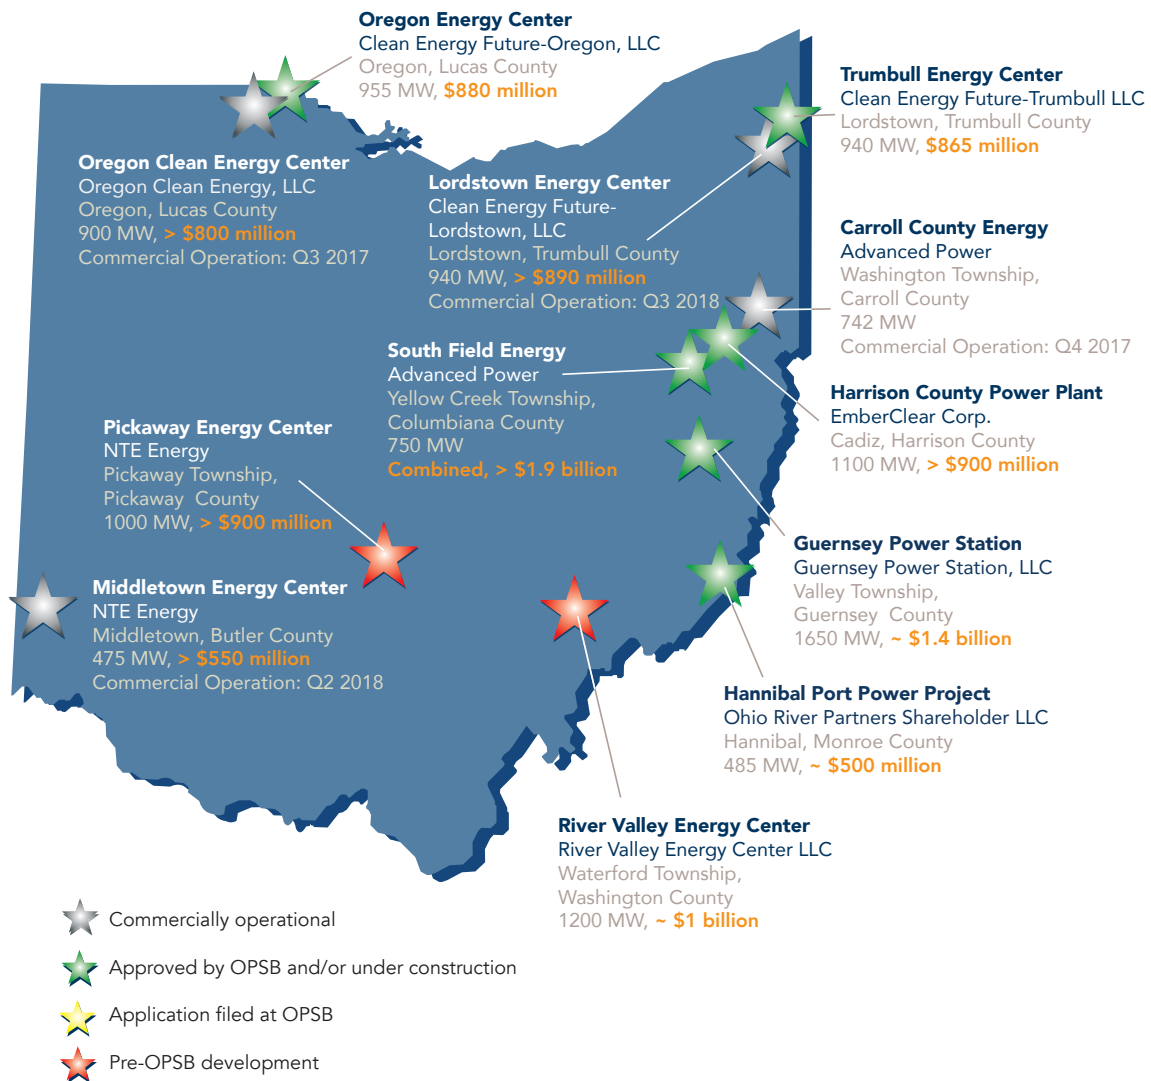 Oregon Energy Center
Clean Energy Future-Oregon, LLC
Oregon, Lucas County
955 MW, $880 million
Trumbull Energy Center
Clean Energy Future-Trumbull LLC
Lordstown, Trumbull County
940 MW, $865 million
Oregon Clean Energy Center
Oregon Clean Energy, LLC
Oregon, Lucas County
900 MW, > $800 million
Commercial Operation: Q3 2017
Lordstown Energy Center
Clean Energy Future-
Lordstown, LLC
Lordstown, Trumbull County
940 MW, > $890 million
Commercial Operation: Q3 2018
Carroll County Energy
Advanced Power
Washington Township,
Carroll County
742 MW
Commercial Operation: Q4 2017
South Field Energy
Advanced Power
Yellow Creek Township,
Columbiana County
750 MW
Combined, > $1.9 billion
Harrison County Power Plant
EmberClear Corp.
Cadiz, Harrison County
1100 MW, > $900 million
Pickaway Energy Center
NTE Energy
Pickaway Township,
Pickaway County
1000 MW, > $900 million
Guernsey Power Station
Guernsey Power Station, LLC
Valley Township,
Guernsey County
1650 MW, ~ $1.4 billion
Middletown Energy Center
NTE Energy
Middletown, Butler County
475 MW, > $550 million
Commercial Operation: Q2 2018
Hannibal Port Power Project
Ohio River Partners Shareholder LLC
Hannibal, Monroe County
485 MW, ~ $500 million
River Valley Energy Center
River Valley Energy Center LLC
Waterford Township,
Washington County
1200 MW, ~ $1 billion
Commercially operational
Approved by OPSB and/or under construction
Application filed at OPSB
Pre-OPSB development